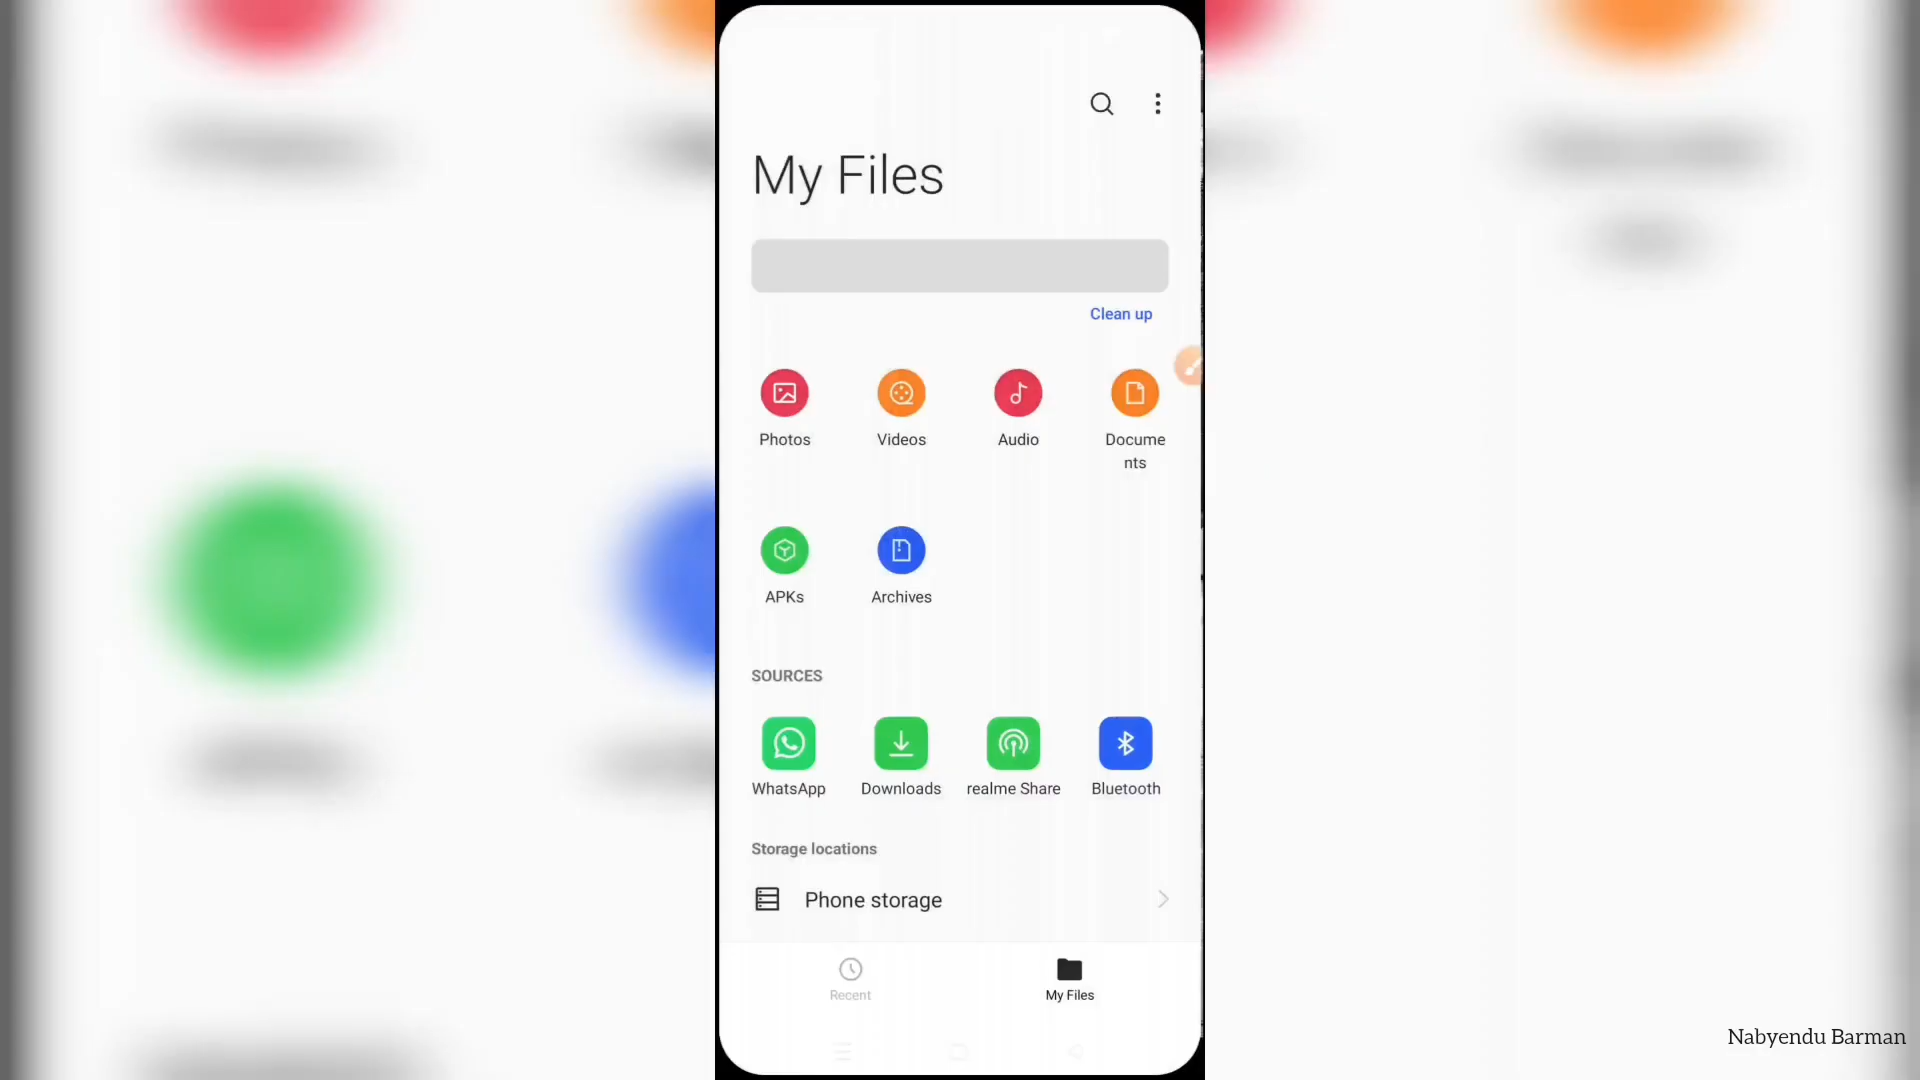 My Files
Clean up
Photos
Videos
Audio
Docume
nts
APKs
Archives
SOURCES
WhatsApp
Downloads
realme Share
Bluetooth
Storage locations
Phone storage
Recent
My Files
Nabyendu Barman